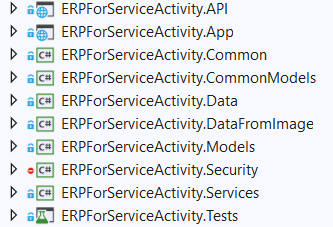 ERPForServiceActivity.API
ERPForServiceActivity.App
C# ERPForServiceActivity.Common
C# ERPForServiceActivity.CommonModels
C# ERPForServiceActivity.Data
C# ERPForServiceActivity.DataFromImage
C# ERPForServiceActivity.Models
C# ERPForServiceActivity.Security
C# ERPForServiceActivity.Services
ERPForServiceActivity.Tests